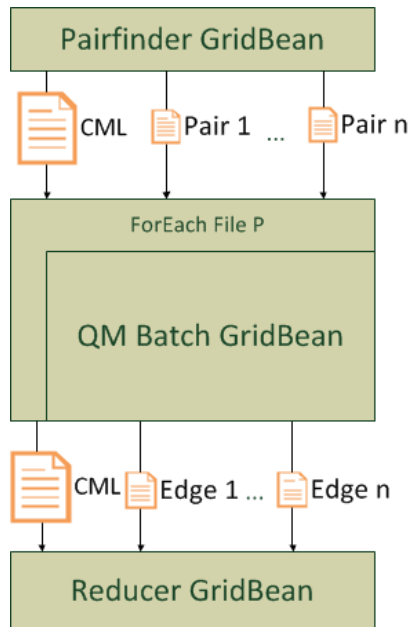 Pairfinder GridBean
CML Pair 1 ... Pair n
ForEach File P
QM Batch GridBean
CML Edge 1 ... Edge n
Reducer GridBean